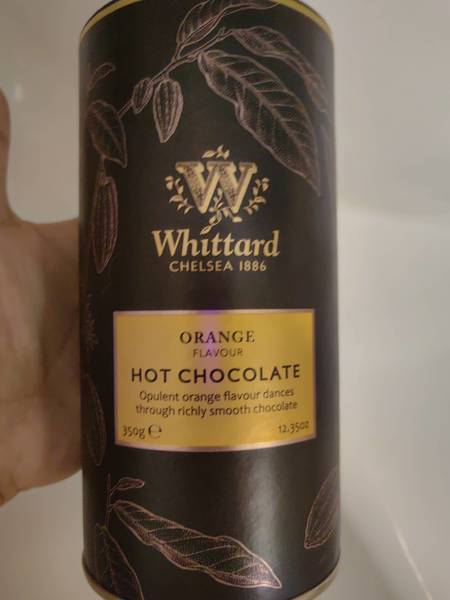 W
Whittard
CHELSEA 1886
ORANGE
FLAVOUR
HOT CHOCOLATE
Opulent orange flavour dances
through richly smooth chocolate
350g ℮ 12.35oz